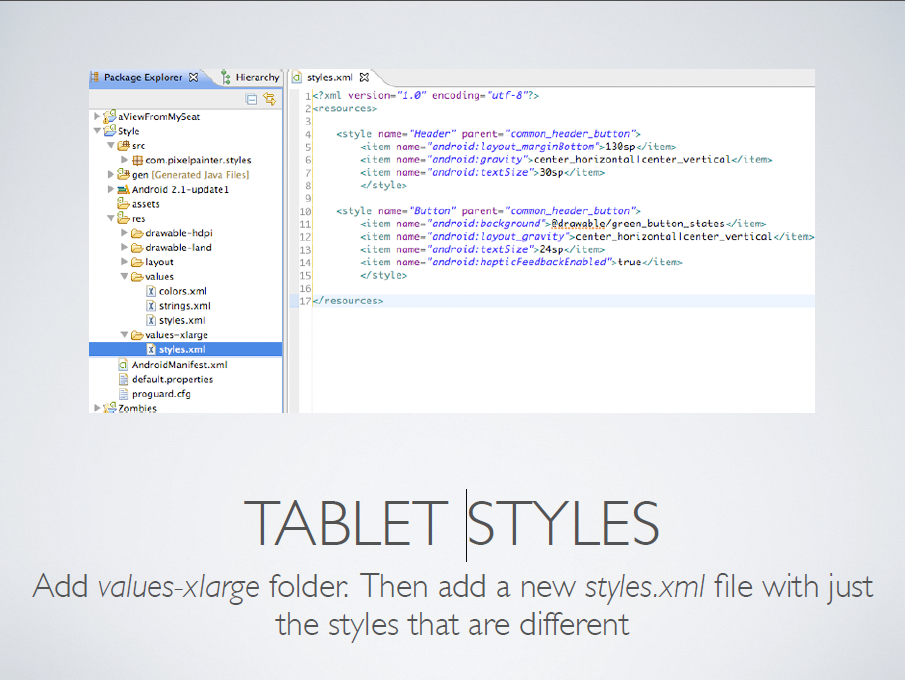 Package Explorer
Hierarchy
aViewFromMySeat
Style
src
com.pixelpainter.styles
gen [Generated Java Files]
Android 2.1-update1
assets
res
drawable-hdpi
drawable-land
layout
values
colors.xml
strings.xml
styles.xml
values-xlarge
styles.xml
AndroidManifest.xml
default.properties
proguard.cfg
Zombies
styles.xml
1 <?xml version="1.0" encoding="utf-8"?>
2 <resources>
3
4 <style name="Header" parent="common_header_button">
5 <item name="android:layout_marginBottom">130sp</item>
6 <item name="android:gravity">center_horizontal|center_vertical</item>
7 <item name="android:textSize">30sp</item>
8 </style>
9
10 <style name="Button" parent="common_header_button">
11 <item name="android:background">@drawable/green_button_states</item>
12 <item name="android:layout_gravity">center_horizontal|center_vertical</item>
13 <item name="android:textSize">24sp</item>
14 <item name="android:hapticFeedbackEnabled">true</item>
15 </style>
16
17 </resources>
TABLET STYLES
Add values-xlarge folder. Then add a new styles.xml file with just
the styles that are different